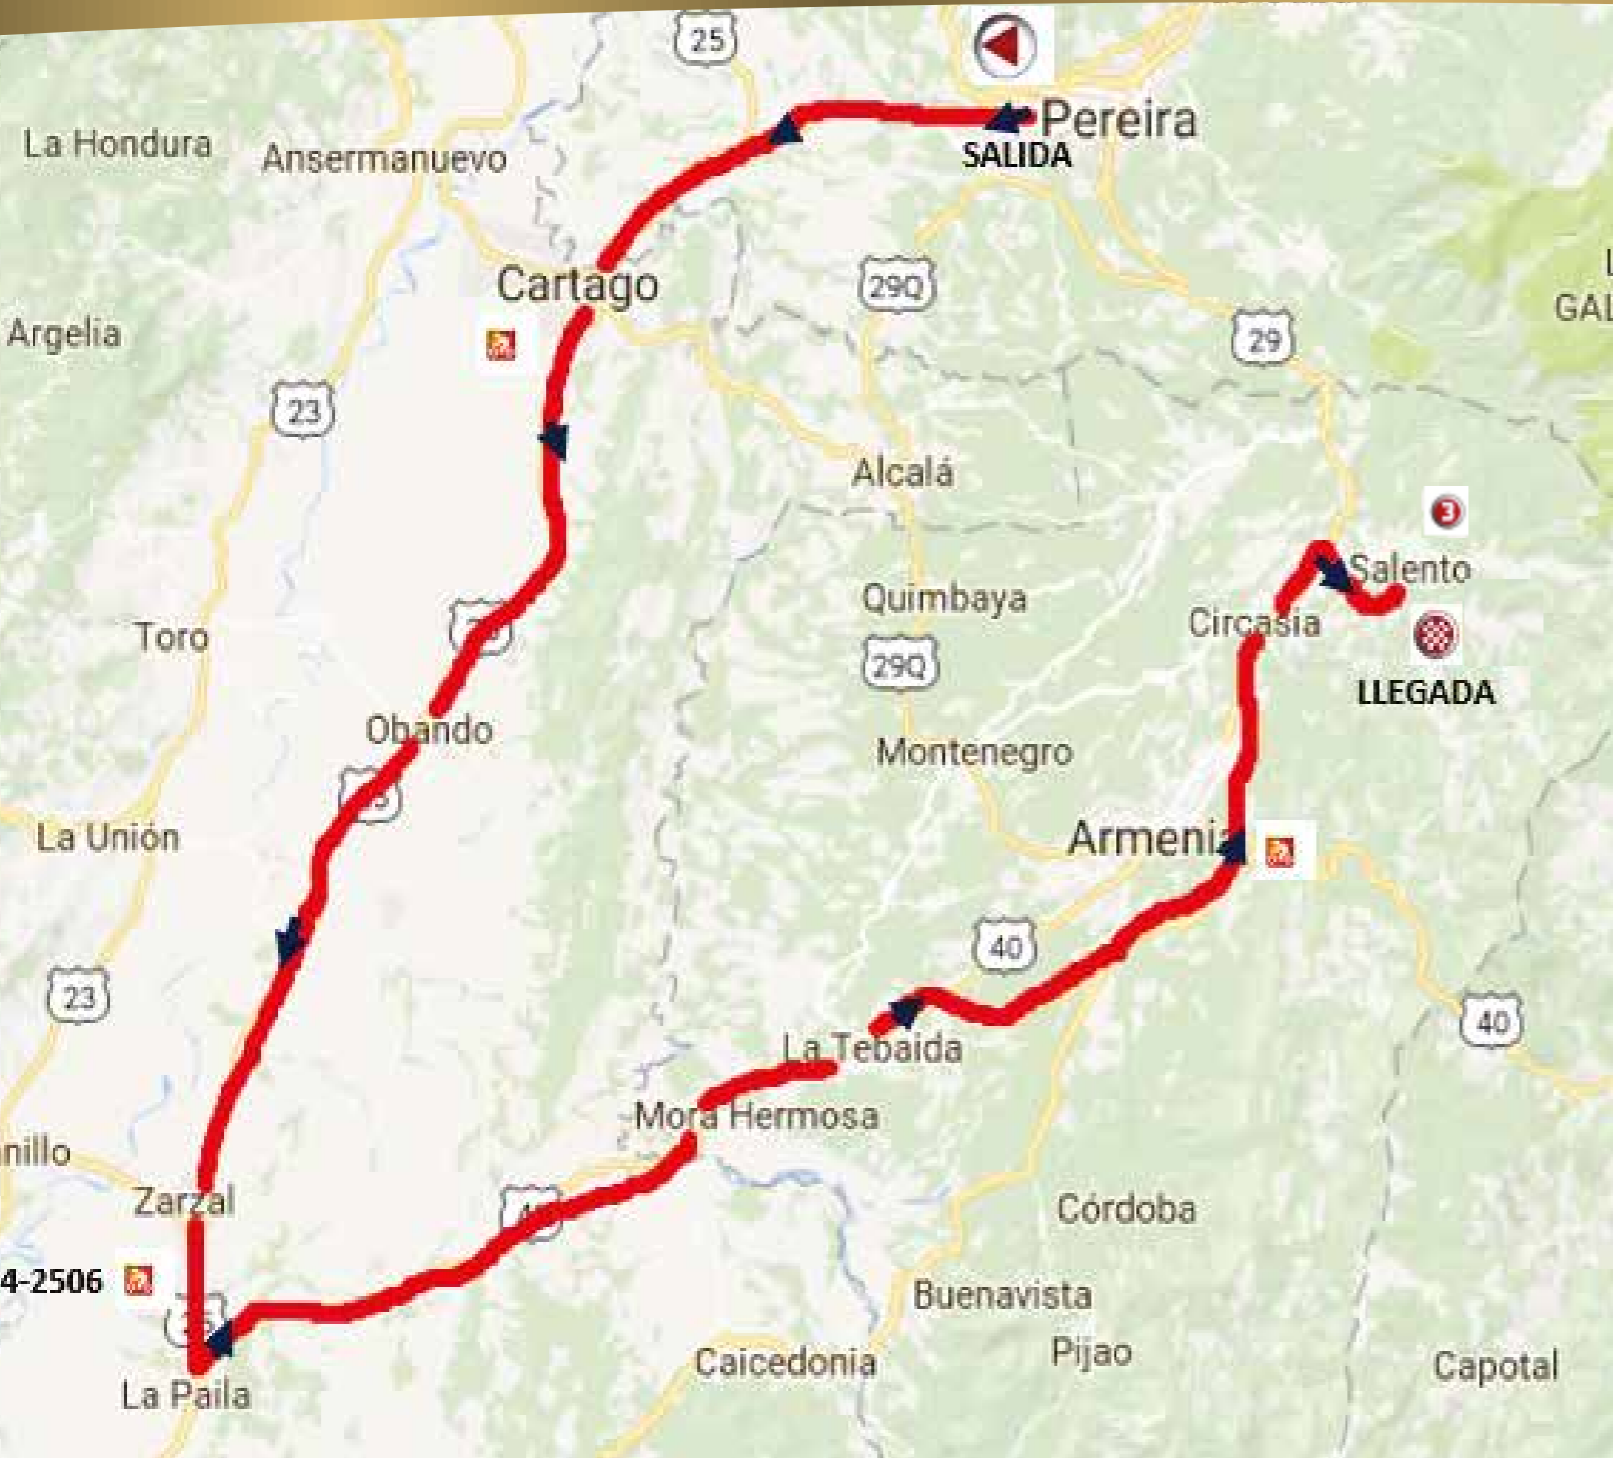 25
Pereira
SALIDA
La Hondura
Ansermanuevo
Cartago
29Q
Argelia
29
GAL
23
Alcalá
3
Salento
Quimbaya
Circasia
Toro
29Q
LLEGADA
Obando
Montenegro
La Unión
Armenia
40
23
40
La Tebaida
Mora Hermosa
nillo
Zarzal
Córdoba
4-2506
Buenavista
Pijao
Caicedonia
Capotal
La Paila